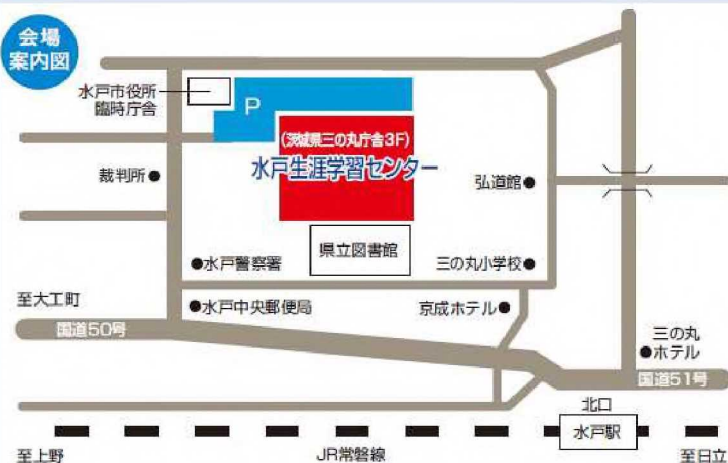 会場
案内図
水戸市役所
臨時庁舎
P
(茨城県三の丸庁舎3F)
水戸生涯学習センター
裁判所
弘道館
県立図書館
水戸警察署
三の丸小学校
至大工町
水戸中央郵便局
京成ホテル
国道50号
三の丸
ホテル
国道51号
北口
水戸駅
至上野
JR常磐線
至日立